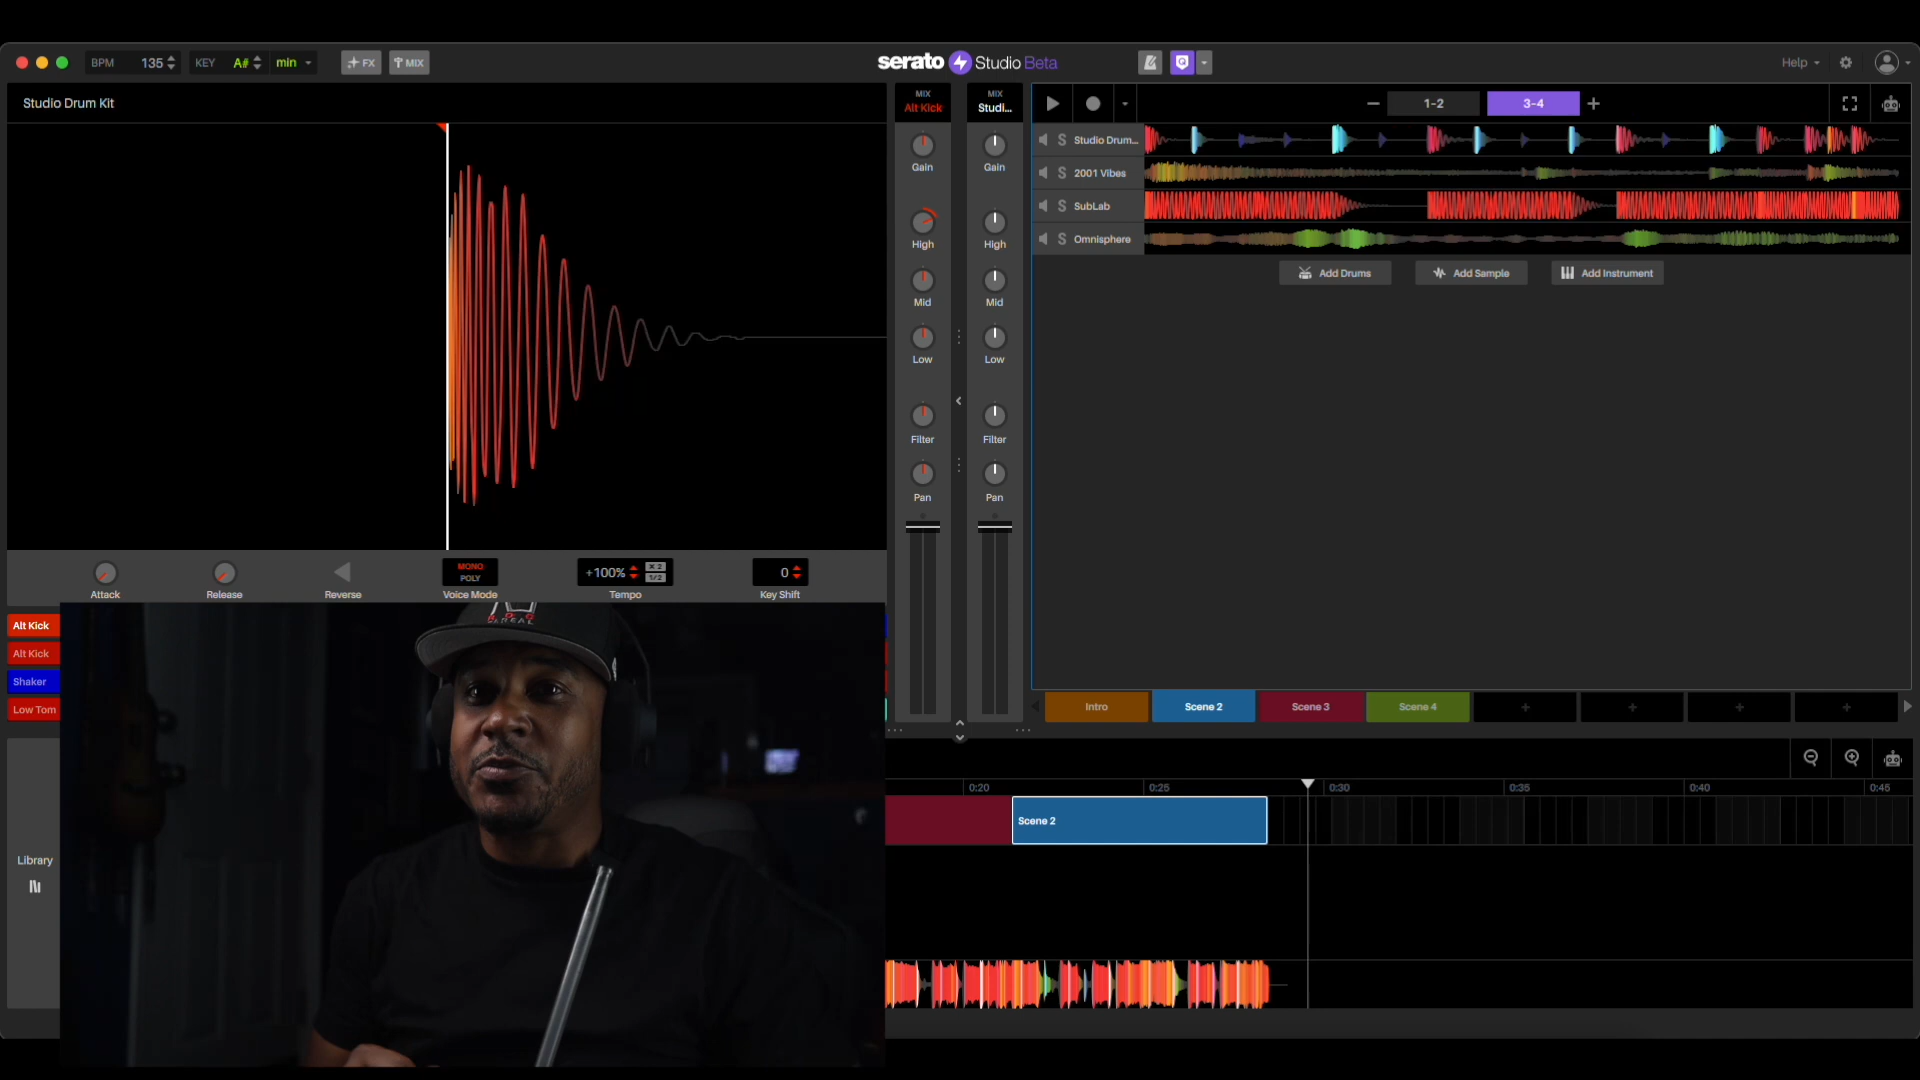 BPM 135 KEY A# min FX MIX serato Studio Beta Help
Studio Drum Kit
MIX
Alt Kick
MIX
Studi...
1-2
3-4
Gain
Gain
High
High
Mid
Mid
Low
Low
Filter
Filter
Pan
Pan
S Studio Drum...
S 2001 Vibes
S SubLab
S Omnisphere
Add Drums
Add Sample
Add Instrument
Attack
Release
Reverse
MONO
POLY
Voice Mode
+100%
X 2
1/2
Tempo
0
Key Shift
Alt Kick
Alt Kick
Shaker
Low Tom
Library
Intro
Scene 2
Scene 3
Scene 4
0:20
0:25
0:30
0:35
0:40
0:45
Scene 2